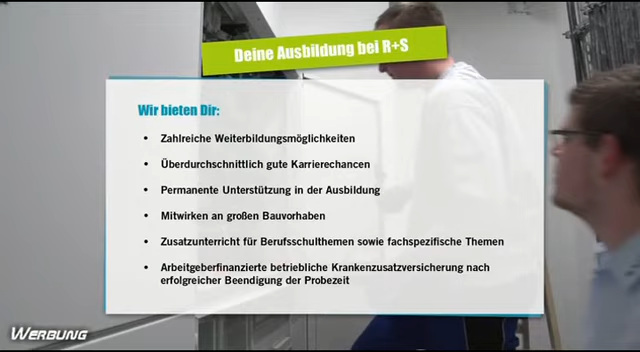 Deine Ausbildung bei R+S
Wir bieten Dir:
• Zahlreiche Weiterbildungsmöglichkeiten
• Überdurchschnittlich gute Karrierechancen
• Permanente Unterstützung in der Ausbildung
• Mitwirken an großen Bauvorhaben
• Zusatzunterricht für Berufsschulthemen sowie fachspezifische Themen
• Arbeitgeberfinanzierte betriebliche Krankenzusatzversicherung nach
erfolgreicher Beendigung der Probezeit
WERBUNG